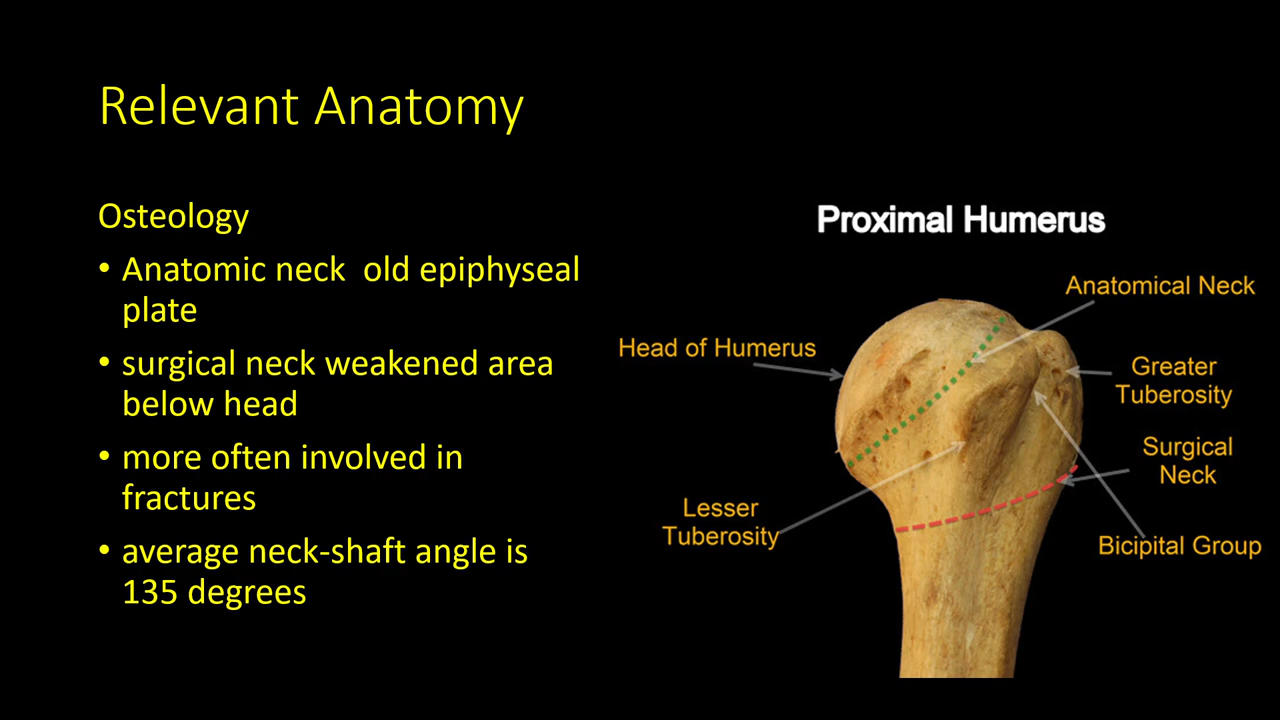 Relevant Anatomy
Osteology
• Anatomic neck  old epiphyseal
plate
• surgical neck weakened area
below head
• more often involved in
fractures
• average neck-shaft angle is
135 degrees
Proximal Humerus
Anatomical Neck
Head of Humerus
Greater
Tuberosity
Surgical
Neck
Lesser
Tuberosity
Bicipital Group